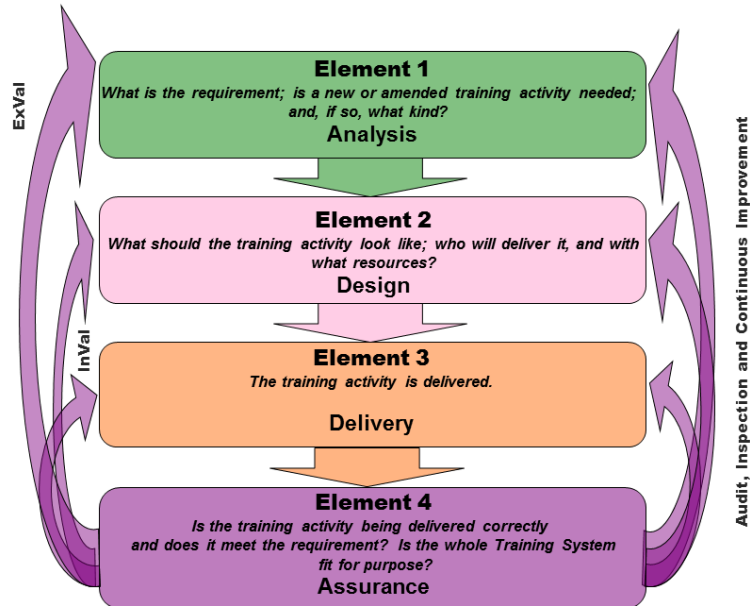 Element 1
What is the requirement; is a new or amended training activity needed;
and, if so, what kind?
Analysis
ExVal
Element 2
What should the training activity look like; who will deliver it, and with
what resources?
Design
Audit, Inspection and Continuous Improvement
InVal
Element 3
The training activity is delivered.
Delivery
Element 4
Is the training activity being delivered correctly
and does it meet the requirement? Is the whole Training System
fit for purpose?
Assurance